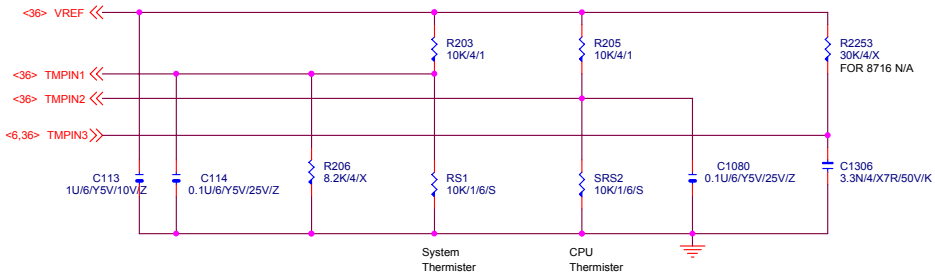 <36> VREF
R203
10K/4/1
R205
10K/4/1
R2253
30K/4/X
FOR 8716 N/A
<36> TMPIN1
<36> TMPIN2
<6,36> TMPIN3
C113
1U/6/Y5V/10V/Z
C114
0.1U/6/Y5V/25V/Z
R206
8.2K/4/X
RS1
10K/1/6/S
SRS2
10K/1/6/S
C1080
0.1U/6/Y5V/25V/Z
C1306
3.3N/4/X7R/50V/K
System
Thermister
CPU
Thermister